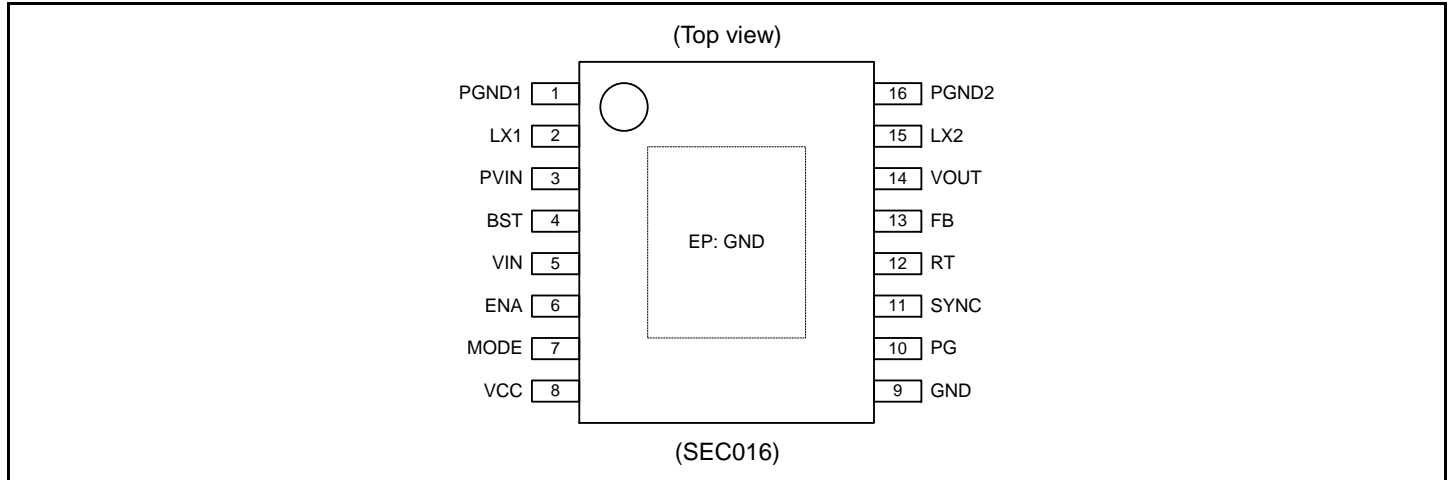 (Top view)
PGND1 1 16 PGND2
LX1 2 15 LX2
PVIN 3 14 VOUT
BST 4 13 FB
EP: GND
VIN 5 12 RT
ENA 6 11 SYNC
MODE 7 10 PG
VCC 8 9 GND
(SEC016)